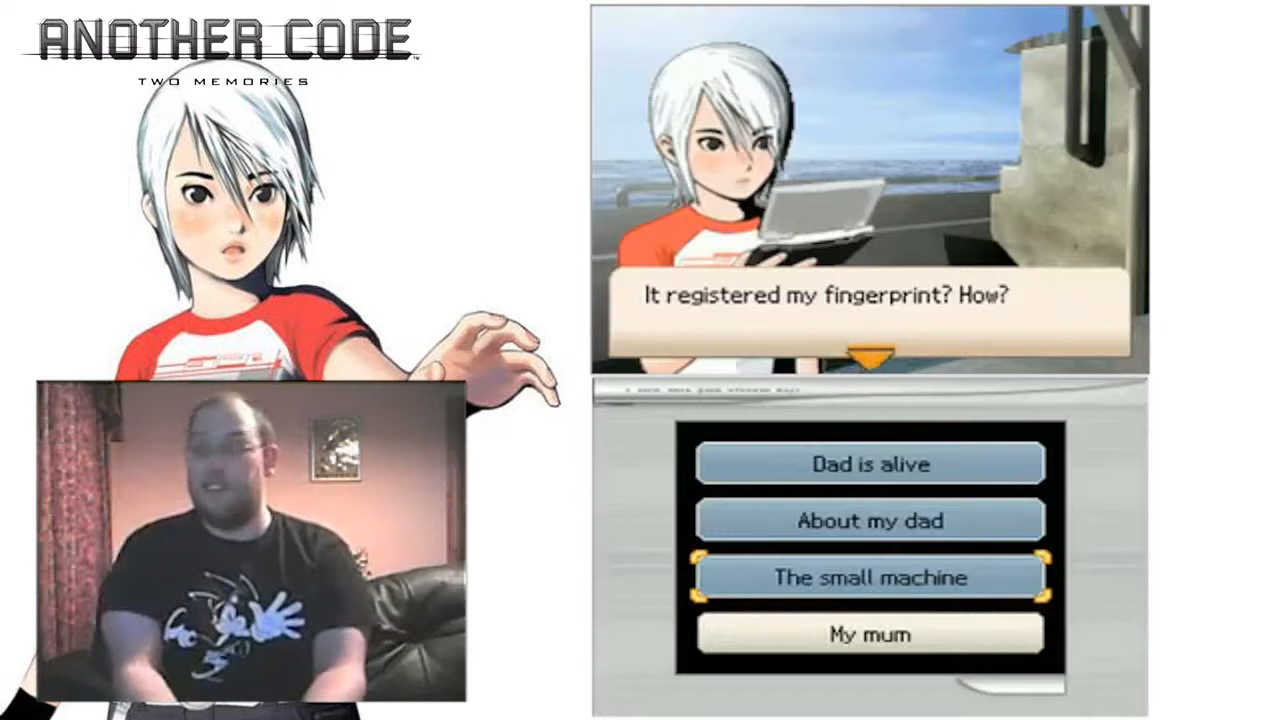 ANOTHER CODE™
TWO MEMORIES
It registered my fingerprint? How?
Dad is alive
About my dad
The small machine
My mum